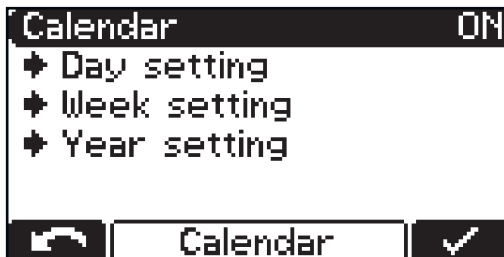 Calendar ON
Day setting
Week setting
Year setting
Calendar